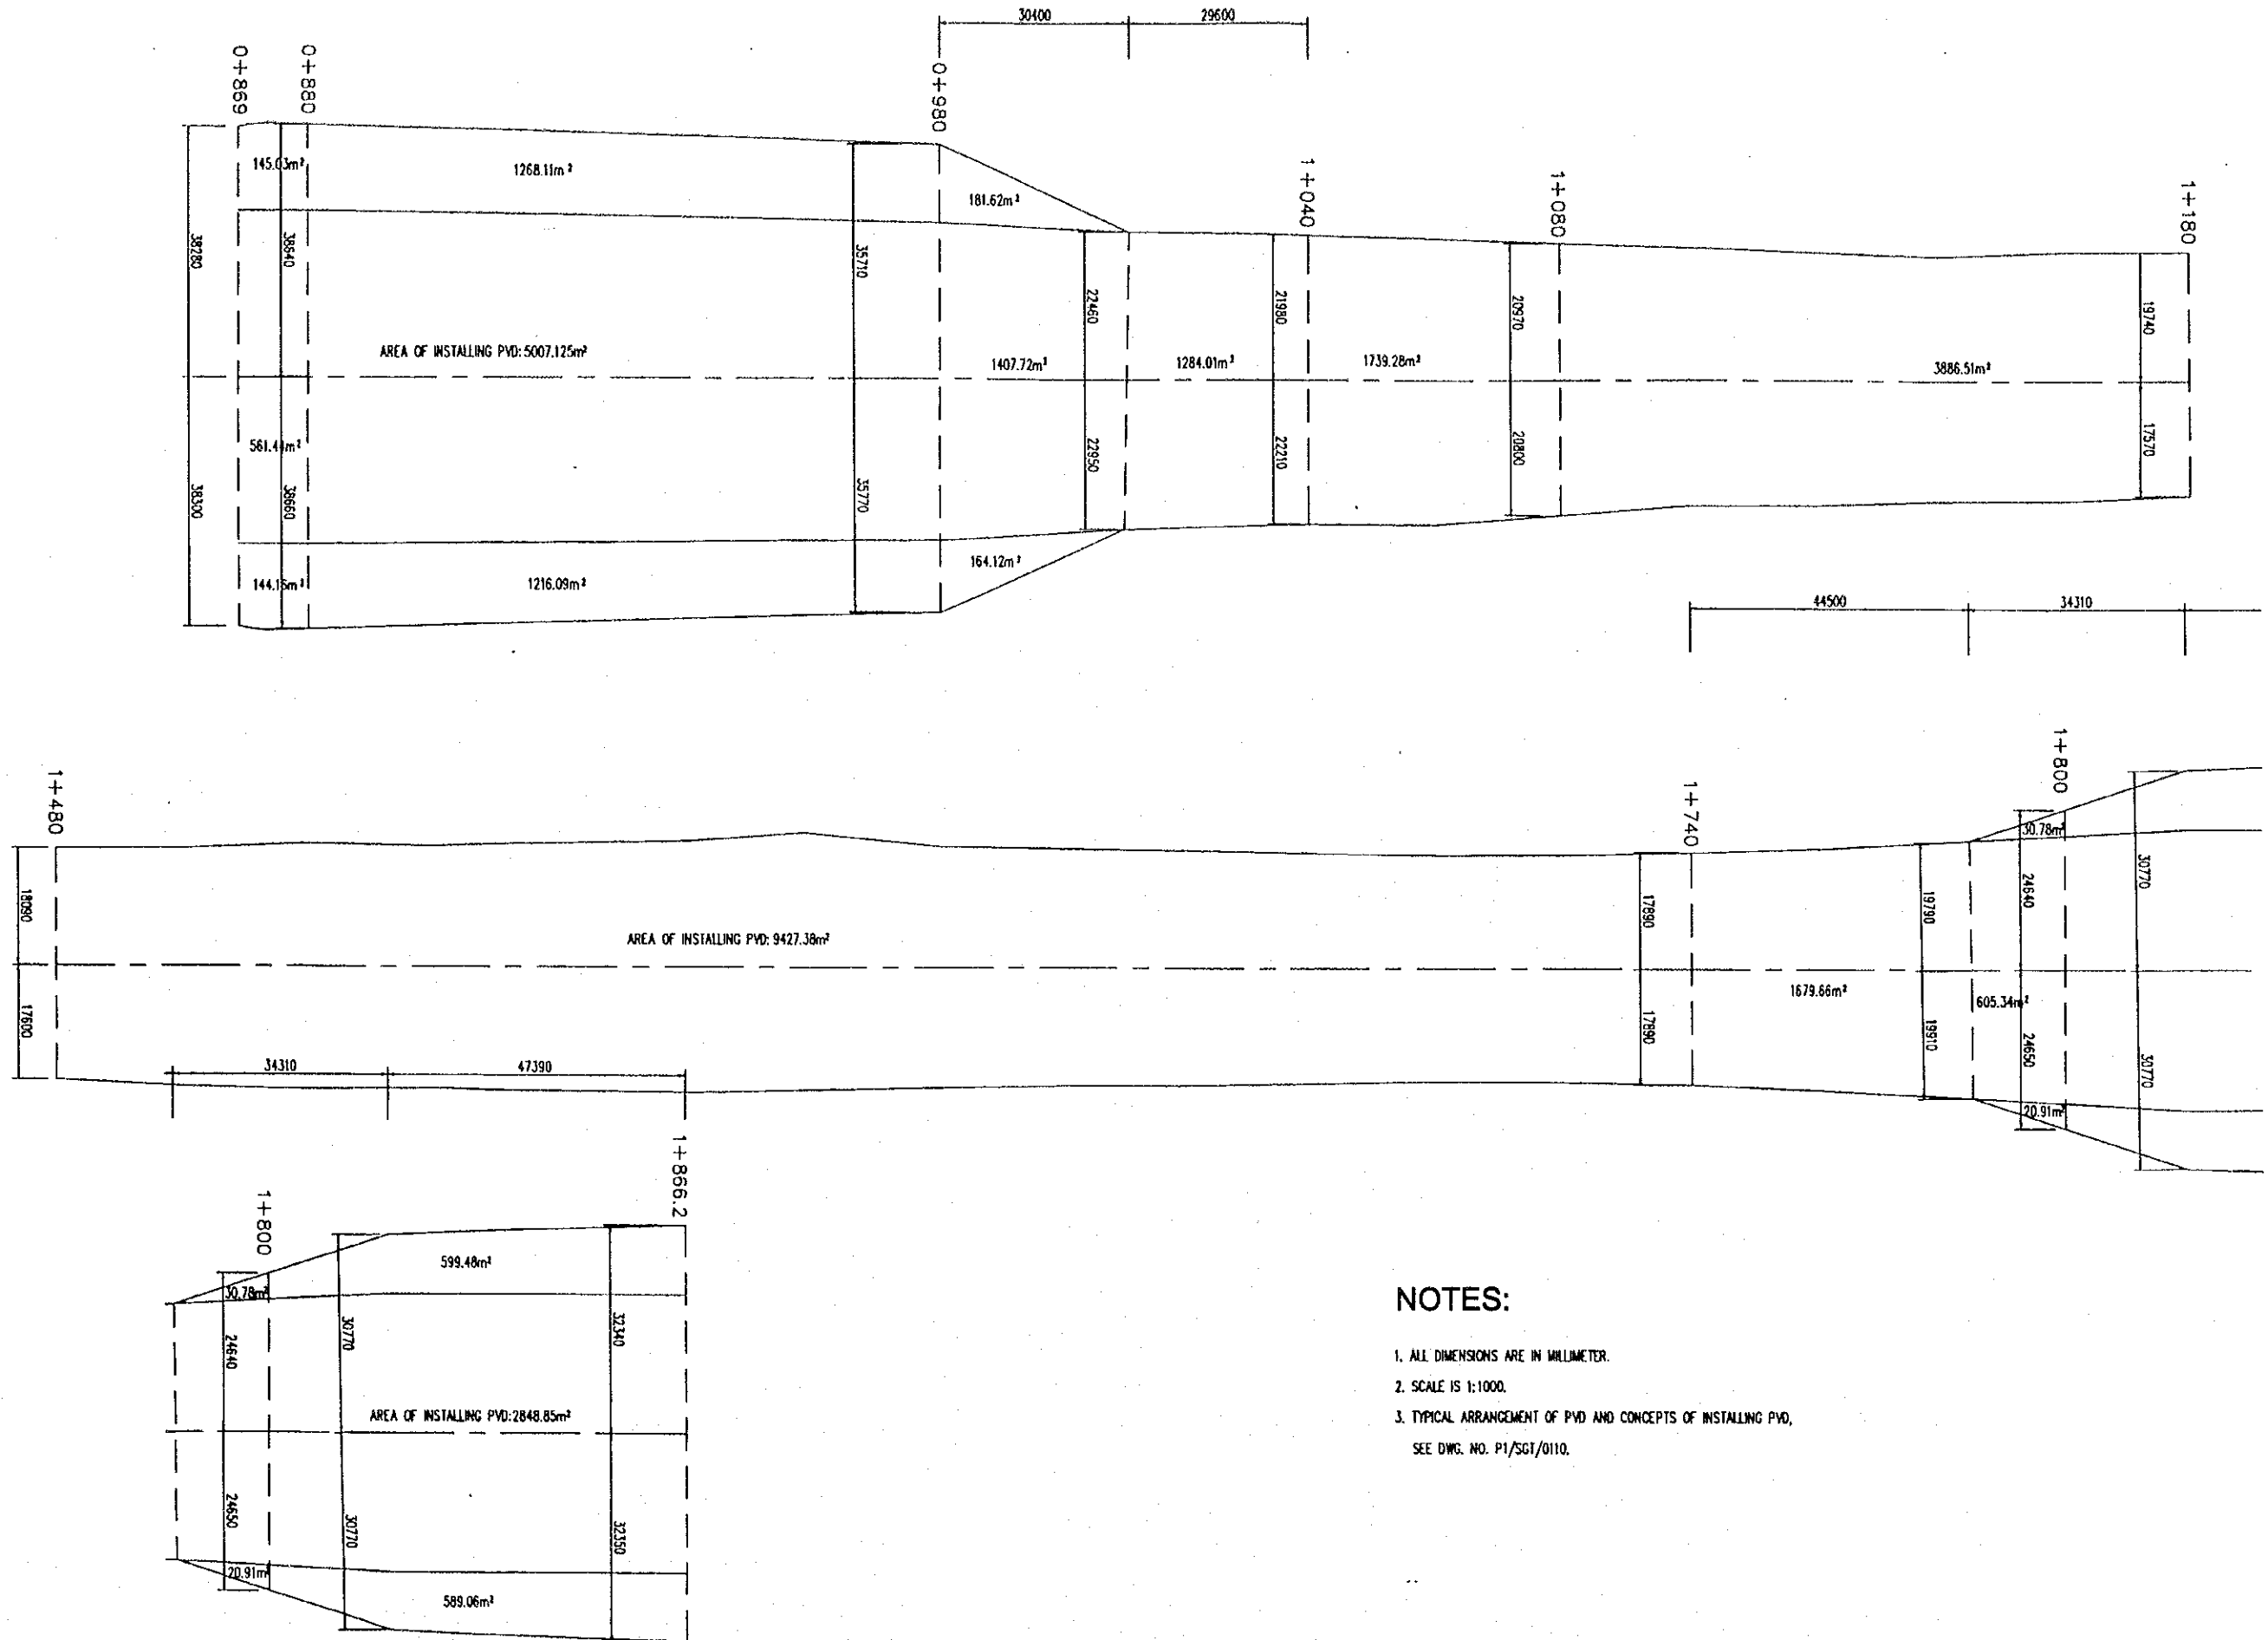 30400
29600
0+869
0+880
0+980
1+040
1+080
1+180
145.03m²
1268.11m²
181.62m²
38280
38640
35710
22460
21980
20970
19740
AREA OF INSTALLING PVD: 5007.125m²
1407.72m²
1284.01m²
1739.28m²
3886.51m²
561.44m²
38300
38660
35770
22950
22210
20800
17570
144.16m²
1216.09m²
164.12m²
44500
34310
1+480
1+740
1+800
30.78m²
18090
17890
19790
24640
30770
AREA OF INSTALLING PVD: 9427.38m²
1679.66m²
605.34m²
17600
17890
19910
24650
30770
20.91m²
34310
47390
1+800
1+866.2
599.48m²
30.78m²
24640
30770
32340
AREA OF INSTALLING PVD:2848.85m²
24650
30770
32350
20.91m²
589.06m²
NOTES:
1. ALL DIMENSIONS ARE IN MILLIMETER.
2. SCALE IS 1:1000.
3. TYPICAL ARRANGEMENT OF PVD AND CONCEPTS OF INSTALLING PVD,
SEE DWG. NO. P1/SGT/0110.